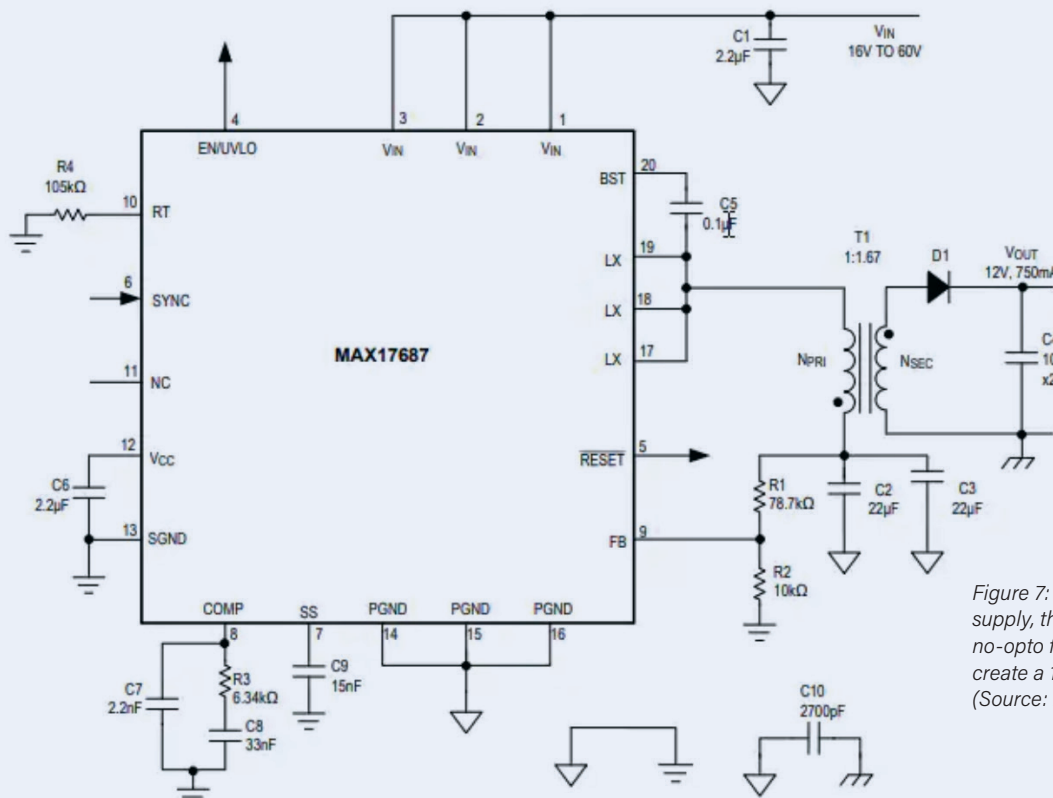 C1
2.2µF
VIN
16V TO 60V
4
3
2
1
EN/UVLO
VIN
VIN
VIN
R4
105kΩ
10
RT
BST
20
C5
0.1µF
6
SYNC
LX
19
LX
18
LX
17
T1
1:1.67
D1
VOUT
12V, 750mA
MAX17687
NPRI
NSEC
11
NC
12
VCC
RESET
5
C6
2.2µF
13
SGND
R1
78.7kΩ
C2
22µF
C3
22µF
FB
9
R2
10kΩ
COMP
SS
PGND
PGND
PGND
8
7
14
15
16
C7
2.2nF
R3
6.34kΩ
C8
33nF
C9
15nF
C10
2700pF
Figure 7:
supply, th
no-opto f
create a
(Source: